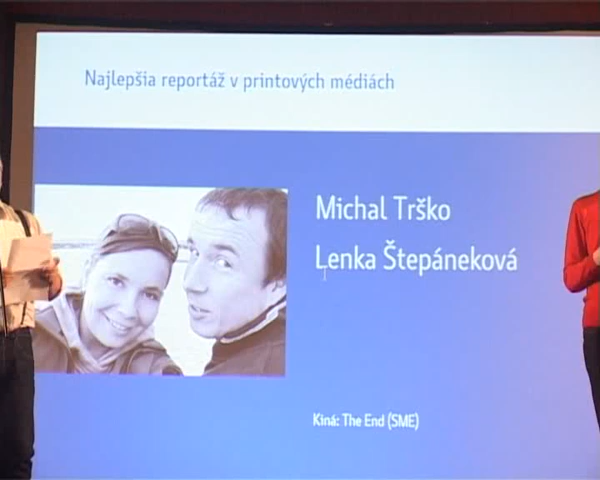 Najlepšia reportáž v printových médiách
Michal Trško
Lenka Štepáneková
Kiná: The End (SME)